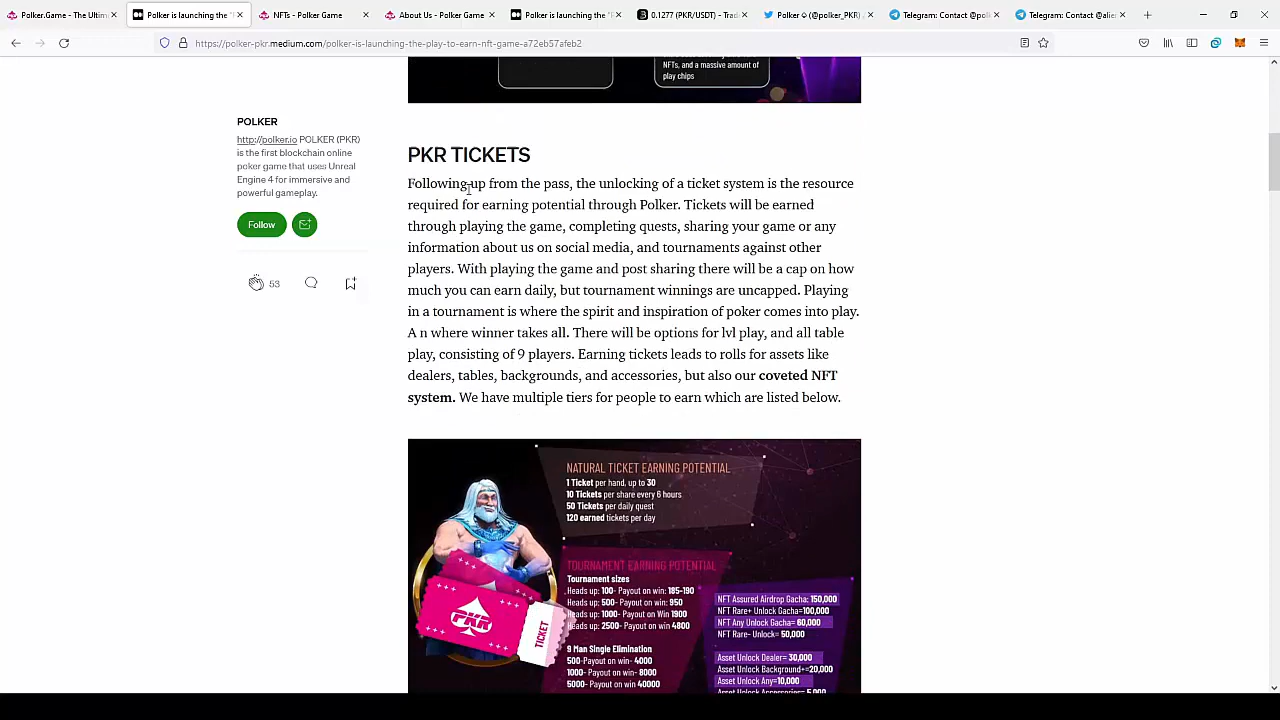 Polker.Game - The Ultim
Polker is launching the "P
NFTs - Polker Game
About Us - Polker Game
Polker is launching the "P
0.1277 (PKR/USDT) - Trad
Polker (@polker_PKR) /
Telegram: Contact @polk
Telegram: Contact @alien
https://polker-pkr.medium.com/polker-is-launching-the-play-to-earn-nft-game-a72eb57afeb2
NFTs, and a massive amount of
play chips
POLKER
http://polker.io POLKER (PKR)
is the first blockchain online
poker game that uses Unreal
Engine 4 for immersive and
powerful gameplay.
Follow
53
PKR TICKETS
Following up from the pass, the unlocking of a ticket system is the resource
required for earning potential through Polker. Tickets will be earned
through playing the game, completing quests, sharing your game or any
information about us on social media, and tournaments against other
players. With playing the game and post sharing there will be a cap on how
much you can earn daily, but tournament winnings are uncapped. Playing
in a tournament is where the spirit and inspiration of poker comes into play.
A n where winner takes all. There will be options for lvl play, and all table
play, consisting of 9 players. Earning tickets leads to rolls for assets like
dealers, tables, backgrounds, and accessories, but also our coveted NFT
system. We have multiple tiers for people to earn which are listed below.
NATURAL TICKET EARNING POTENTIAL
1 Ticket per hand, up to 30
10 Tickets per share every 6 hours
50 Tickets per daily quest
120 earned tickets per day
TOURNAMENT EARNING POTENTIAL
Tournament sizes
Heads up: 100- Payout on win: 185-190
Heads up: 500- Payout on win: 950
Heads up: 1000- Payout on Win 1900
Heads up: 2500- Payout on win 4800
9 Man Single Elimination
500-Payout on win- 4000
1000- Payout on win- 8000
5000- Payout on win 40000
PKR
TICKET
NFT Assured Airdrop Gacha: 150,000
NFT Rare+ Unlock Gacha=100,000
NFT Any Unlock Gacha= 60,000
NFT Rare- Unlock= 50,000
Asset Unlock Dealer= 30,000
Asset Unlock Background+=20,000
Asset Unlock Any=10,000
Asset Unlock Accessories= 5,000